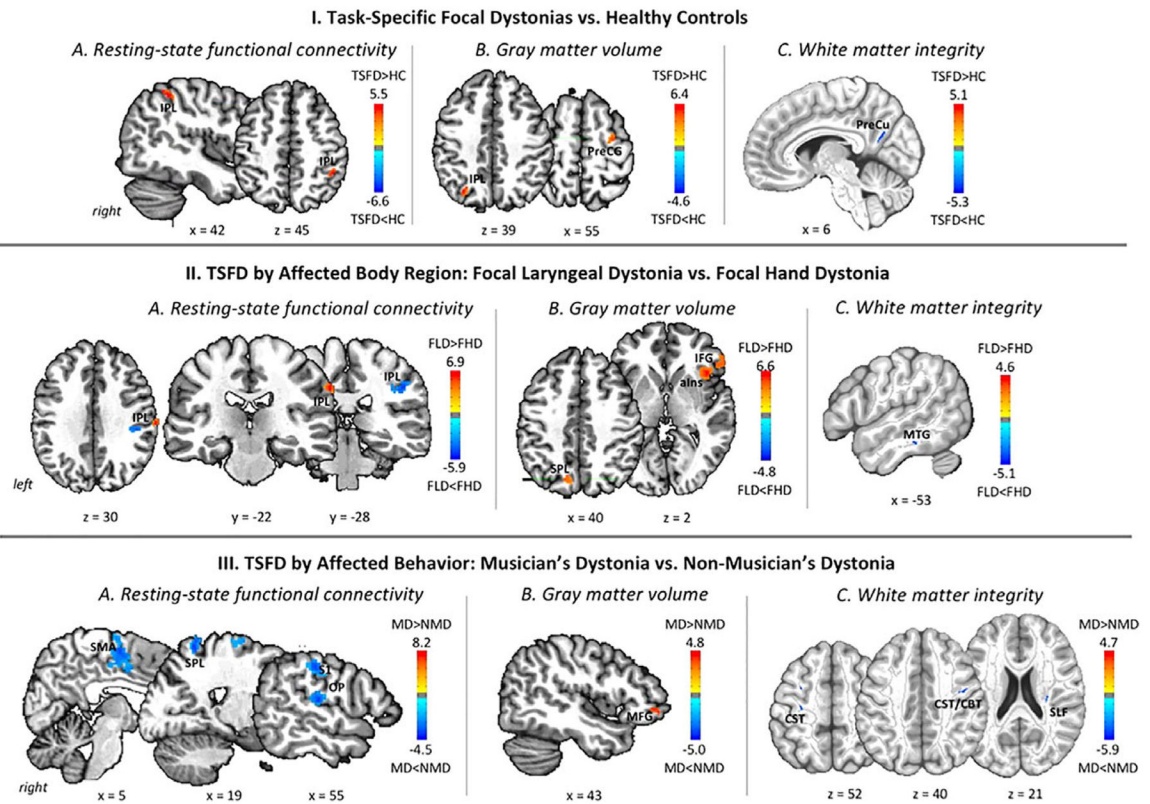 I. Task-Specific Focal Dystonias vs. Healthy Controls
A. Resting-state functional connectivity
B. Gray matter volume
C. White matter integrity
TSFD>HC
5.5
IPL
IPL
-6.6
TSFD<HC
right
x = 42
z = 45
TSFD>HC
6.4
PreCG
IPL
-4.6
TSFD<HC
z = 39
x = 55
TSFD>HC
5.1
PreCu
-5.3
TSFD<HC
x = 6
II. TSFD by Affected Body Region: Focal Laryngeal Dystonia vs. Focal Hand Dystonia
A. Resting-state functional connectivity
B. Gray matter volume
C. White matter integrity
FLD>FHD
6.9
IPL
IPL
IPL
-5.9
FLD<FHD
left
z = 30
y = -22
y = -28
FLD>FHD
6.6
IFG
aIns
SPL
-4.8
FLD<FHD
x = 40
z = 2
FLD>FHD
4.6
MTG
-5.1
FLD<FHD
x = -53
III. TSFD by Affected Behavior: Musician's Dystonia vs. Non-Musician's Dystonia
A. Resting-state functional connectivity
B. Gray matter volume
C. White matter integrity
MD>NMD
8.2
SMA
SPL
S1
OP
-4.5
MD<NMD
right
x = 5
x = 19
x = 55
MD>NMD
4.8
MFG
-5.0
MD<NMD
x = 43
MD>NMD
4.7
CST
CST/CBT
SLF
-5.9
MD<NMD
z = 52
z = 40
z = 21